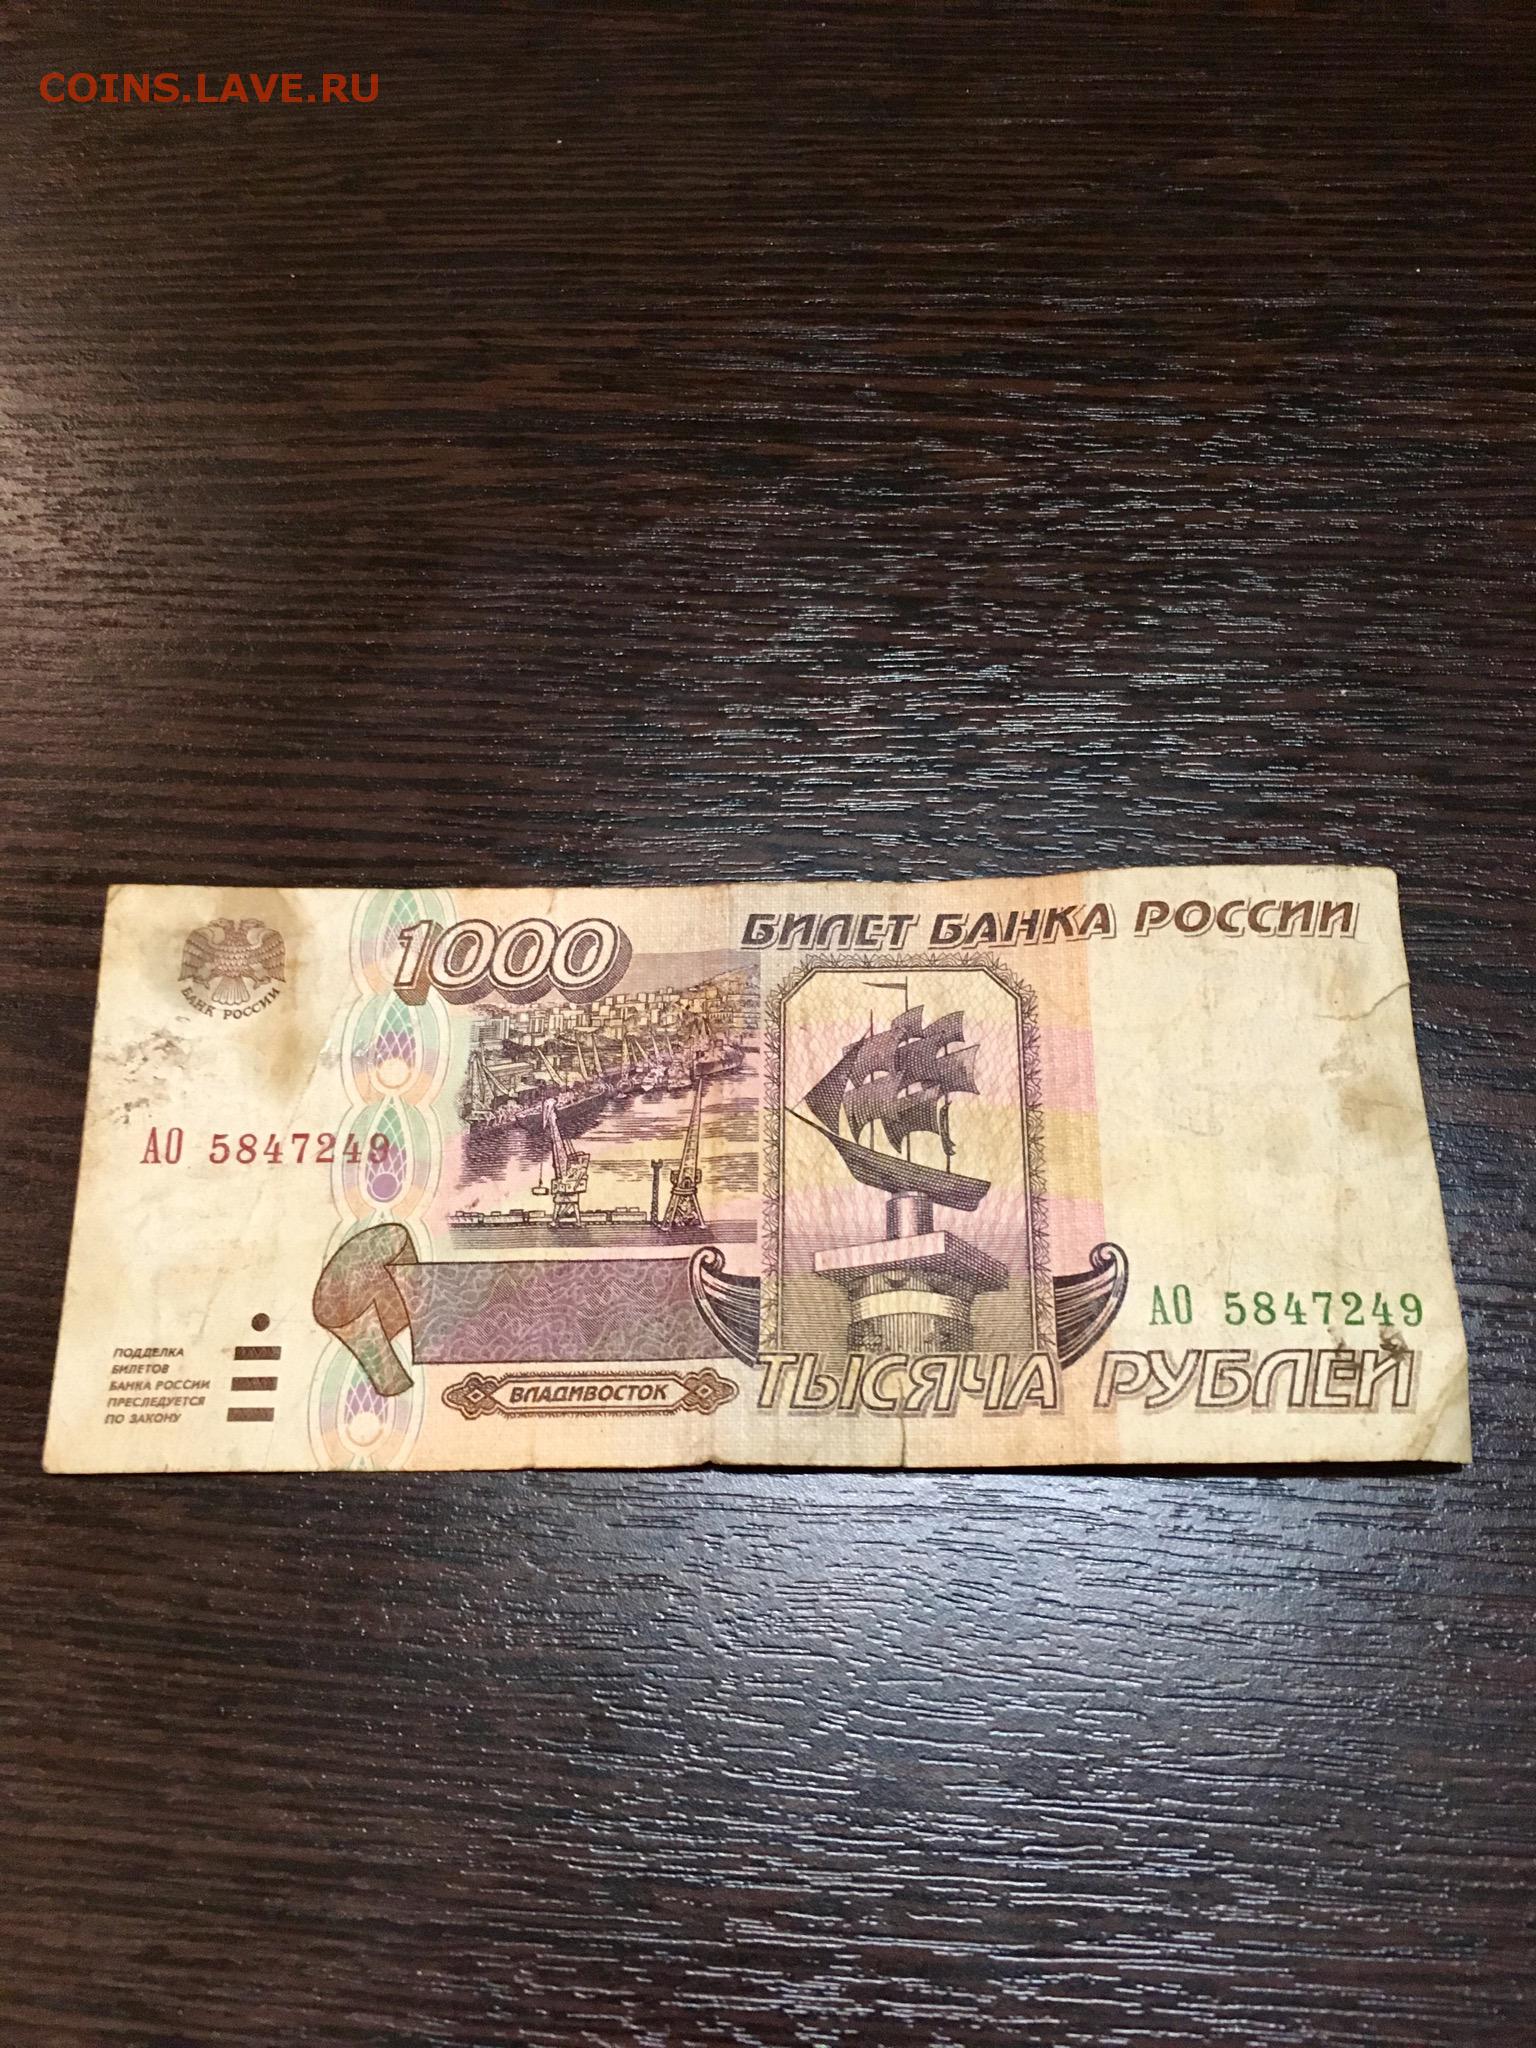 COINS.LAVE.RU
1000
БИЛЕТ БАНКА РОССИИ
БАНК РОССИИ
АО 5847249
АО 5847249
ПОДДЕЛКА
БИЛЕТОВ
БАНКА РОССИИ
ПРЕСЛЕДУЕТСЯ
ПО ЗАКОНУ
ВЛАДИВОСТОК
ТЫСЯЧА РУБЛЕЙ